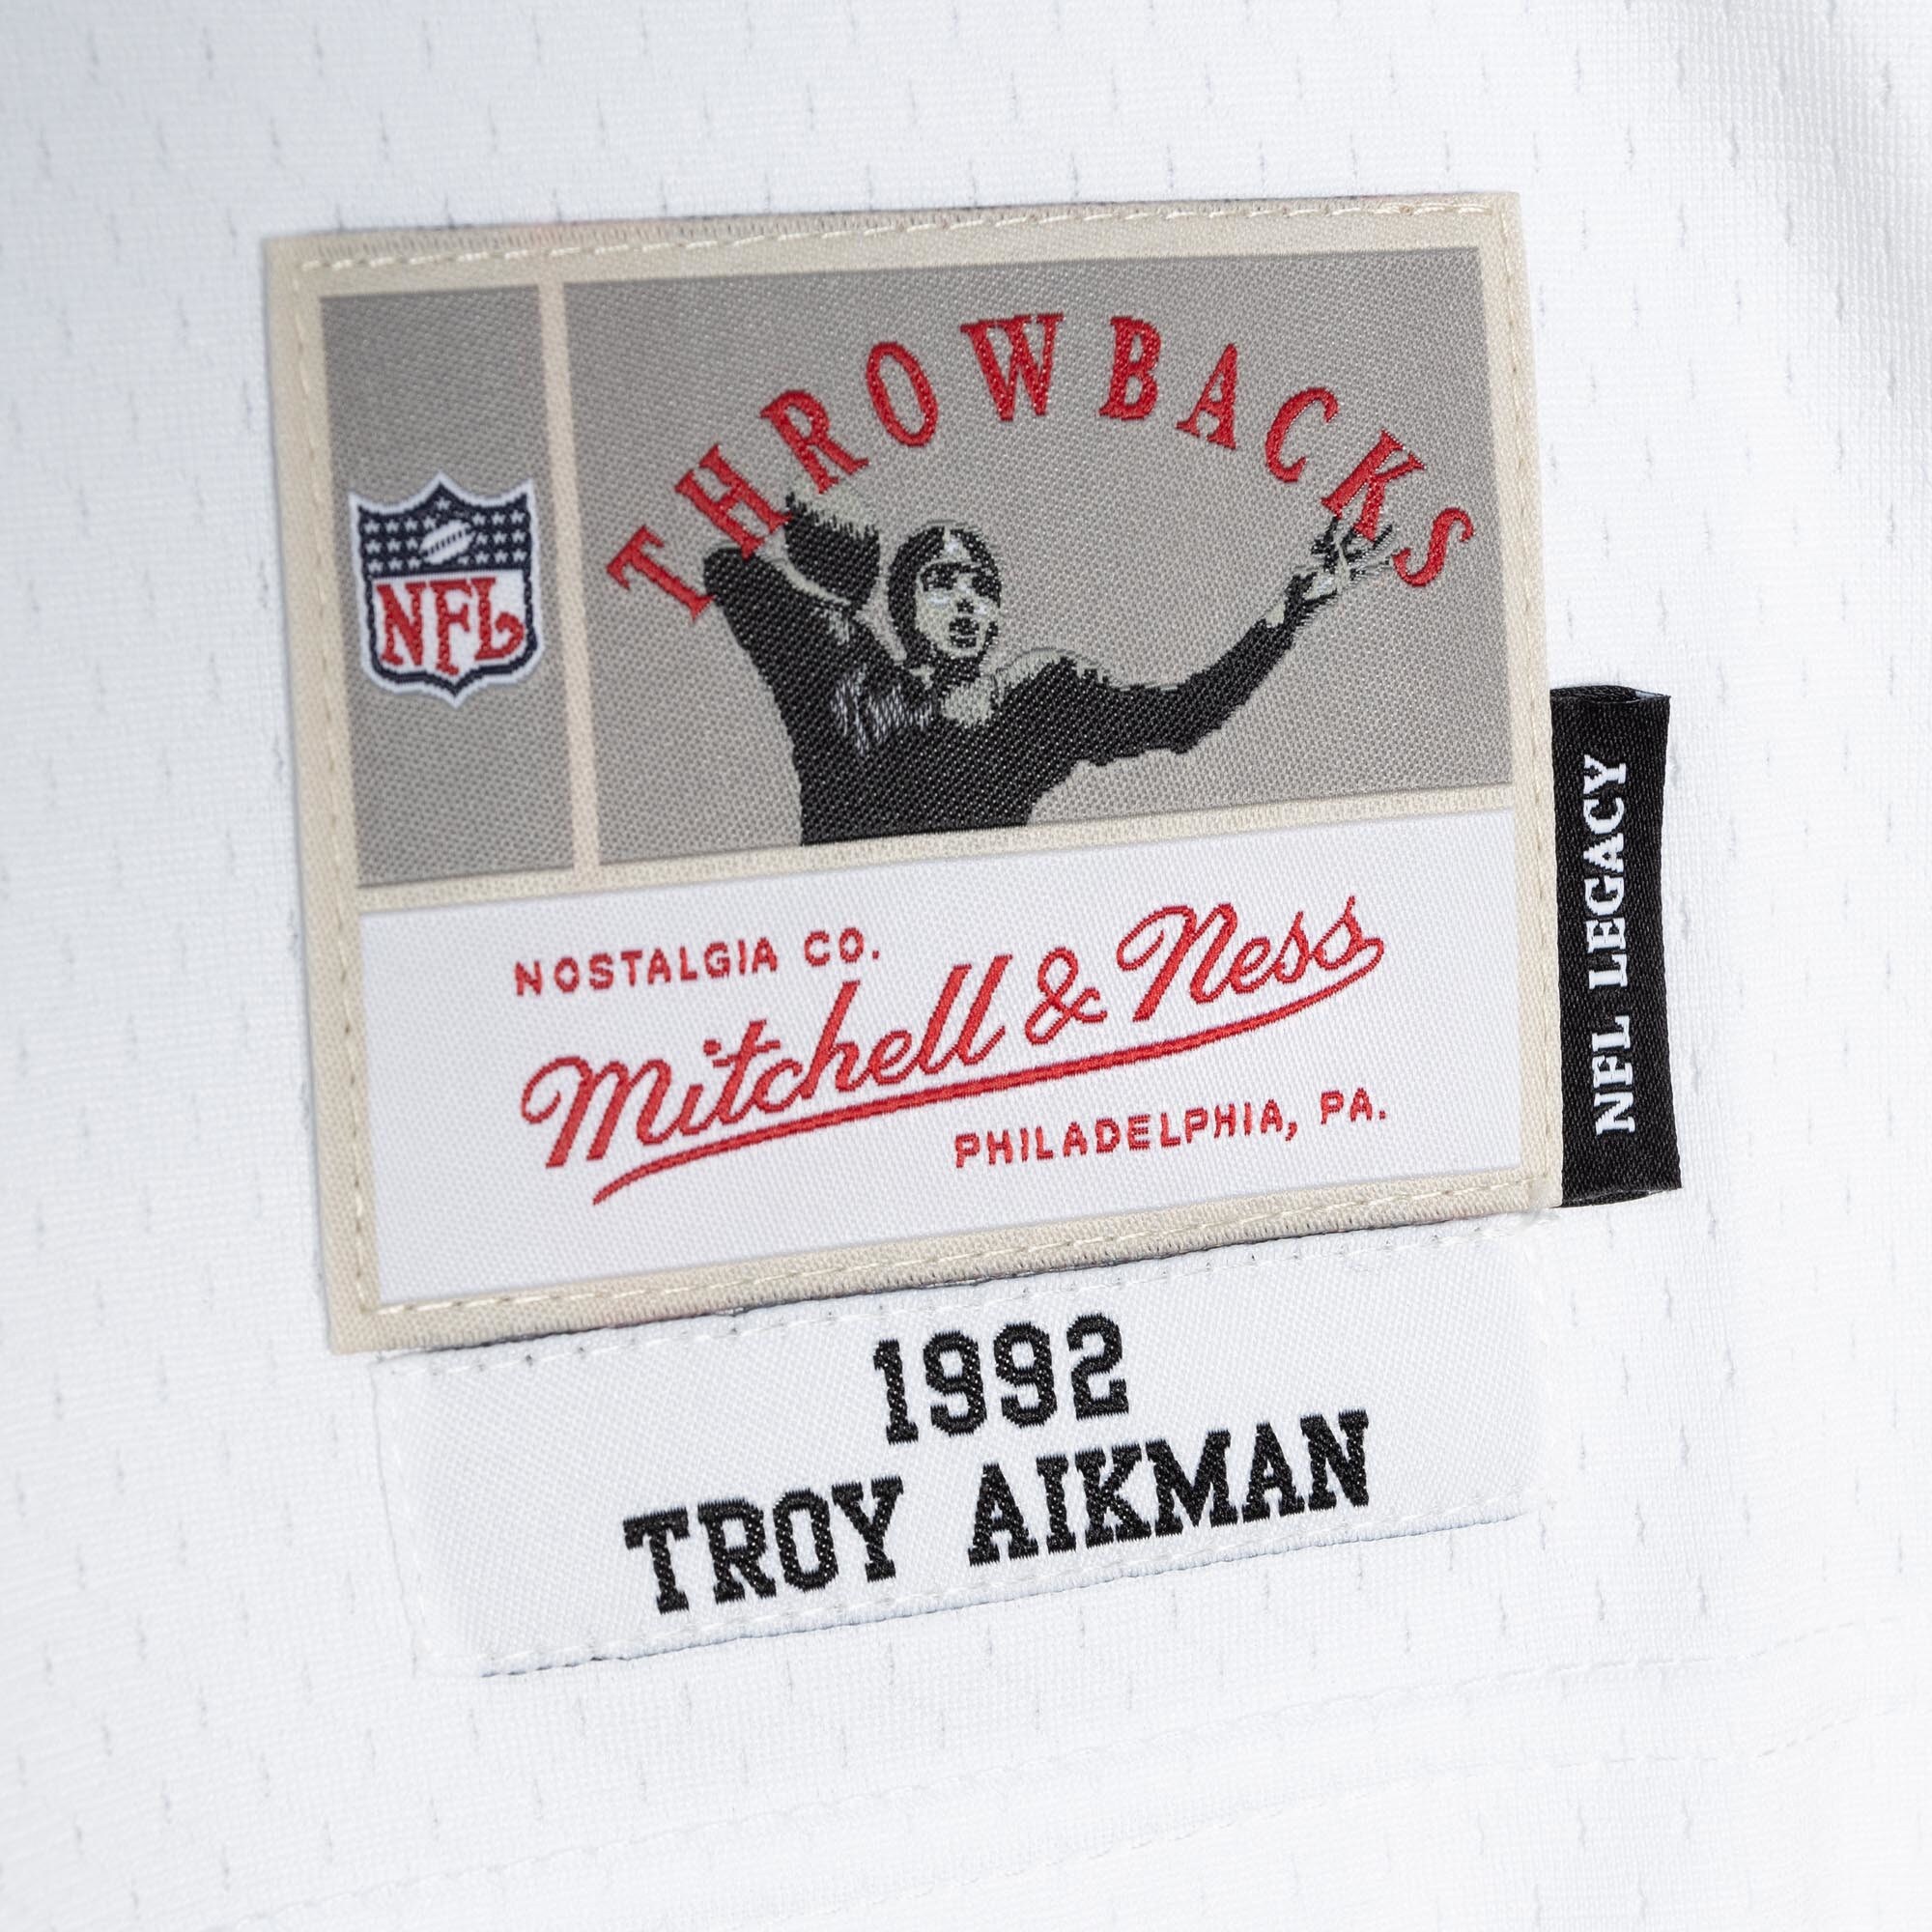 THROWBACKS
NFL
NOSTALGIA CO.
Mitchell & Ness
PHILADELPHIA, PA.
NFL LEGACY
1992
TROY AIKMAN